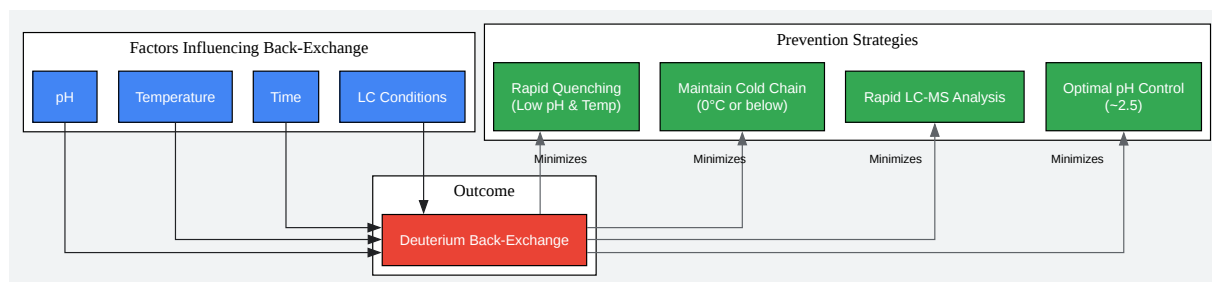 Factors Influencing Back-Exchange
pH
Temperature
Time
LC Conditions
Prevention Strategies
Rapid Quenching
(Low pH & Temp)
Maintain Cold Chain
(0°C or below)
Rapid LC-MS Analysis
Optimal pH Control
(~2.5)
Minimizes
Minimizes
Minimizes
Minimizes
Outcome
Deuterium Back-Exchange